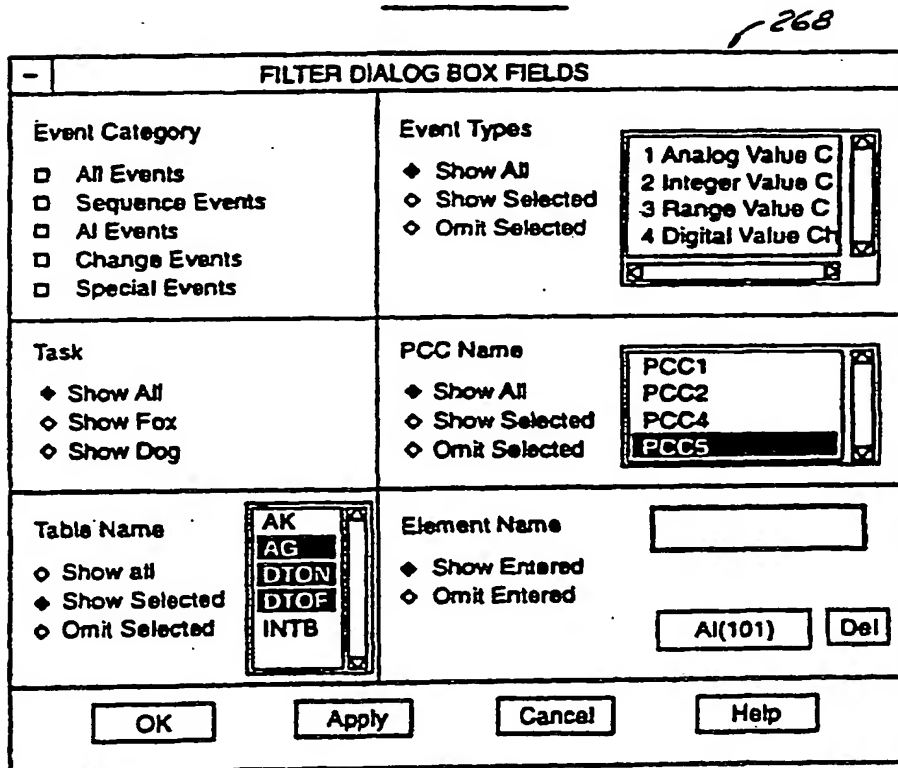 268
FILTER DIALOG BOX FIELDS
Event Category
All Events
Sequence Events
AI Events
Change Events
Special Events
Event Types
Show All
Show Selected
Omit Selected
1 Analog Value C
2 Integer Value C
3 Range Value C
4 Digital Value Ch
Task
Show All
Show Fox
Show Dog
PCC Name
Show All
Show Selected
Omit Selected
PCC1
PCC2
PCC4
PCC5
Table Name
Show all
Show Selected
Omit Selected
AK
AG
DTON
DTOF
INTB
Element Name
Show Entered
Omit Entered
AI(101)
Del
OK
Apply
Cancel
Help